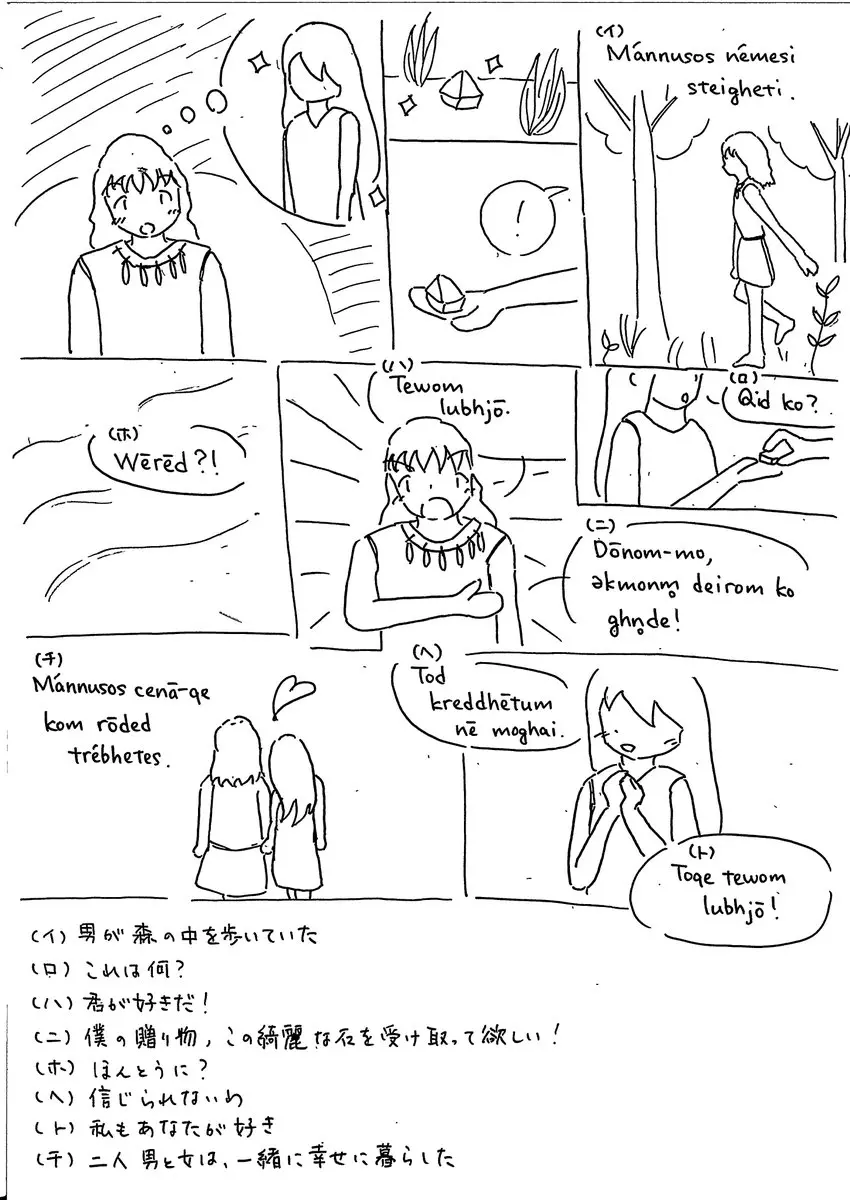 (イ)
Mánnusos némesi
steigheti.
!
(ロ)
Qid ko?
(ハ)
Tewom
lubhjō.
(ニ)
Dōnom-mo,
əkmonm̥ deirom ko
ghn̥de!
(ホ)
Wērēd?!
(ヘ)
Tod
kreddhētum
nē moghai.
(ト)
Toqe tewom
lubhjō!
(チ)
Mánnusos cenā-qe
kom rōded
trébhetes.
(イ) 男が森の中を歩いていた
(ロ) これは何?
(ハ) 君が好きだ!
(ニ) 僕の贈り物, この綺麗な石を受け取って欲しい!
(ホ) ほんとうに?
(ヘ) 信じられないわ
(ト) 私もあなたが好き
(チ) 二人男と女は、一緒に幸せに暮らした